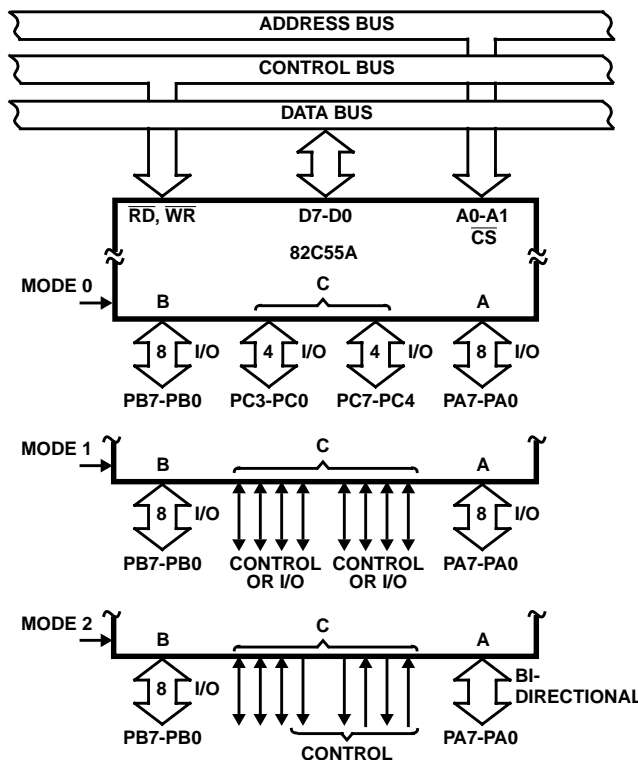 ADDRESS BUS
CONTROL BUS
DATA BUS
RD, WR D7-D0 A0-A1
CS
82C55A
MODE 0
B C A
8 I/O 4 I/O 4 I/O 8 I/O
PB7-PB0 PC3-PC0 PC7-PC4 PA7-PA0
MODE 1
B C A
8 I/O 8 I/O
PB7-PB0 CONTROL CONTROL PA7-PA0
OR I/O OR I/O
MODE 2
B C A
8 I/O BI-
DIRECTIONAL
PB7-PB0 PA7-PA0
CONTROL